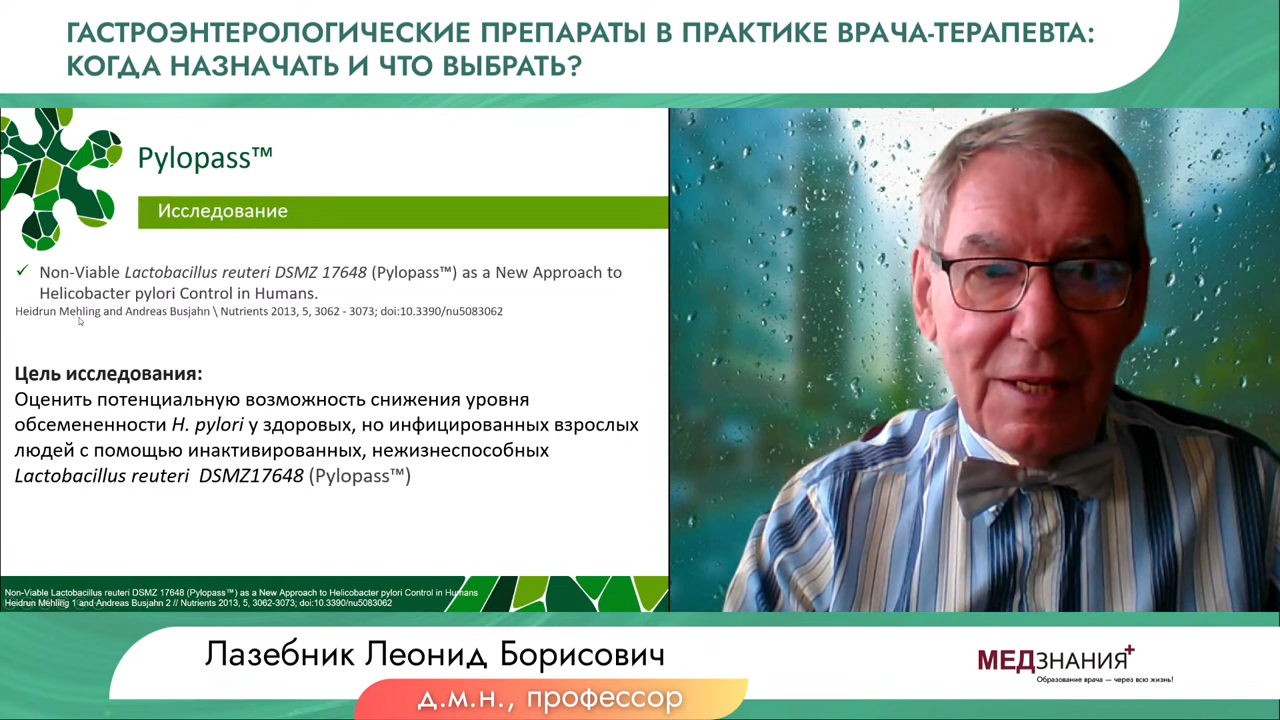 ГАСТРОЭНТЕРОЛОГИЧЕСКИЕ ПРЕПАРАТЫ В ПРАКТИКЕ ВРАЧА-ТЕРАПЕВТА:
КОГДА НАЗНАЧАТЬ И ЧТО ВЫБРАТЬ?
Pylopass™
Исследование
✓ Non-Viable Lactobacillus reuteri DSMZ 17648 (Pylopass™) as a New Approach to
Helicobacter pylori Control in Humans.
Heidrun Mehling and Andreas Busjahn \ Nutrients 2013, 5, 3062 - 3073; doi:10.3390/nu5083062
Цель исследования:
Оценить потенциальную возможность снижения уровня
обсемененности H. pylori у здоровых, но инфицированных взрослых
людей с помощью инактивированных, нежизнеспособных
Lactobacillus reuteri DSMZ17648 (Pylopass™)
Non-Viable Lactobacillus reuteri DSMZ 17648 (Pylopass™) as a New Approach to Helicobacter pylori Control in Humans
Heidrun Mehling 1 and Andreas Busjahn 2 // Nutrients 2013, 5, 3062-3073; doi:10.3390/nu5083062
Лазебник Леонид Борисович
д.м.н., профессор
МЕДЗНАНИЯ+
Образование врача — через всю жизнь!